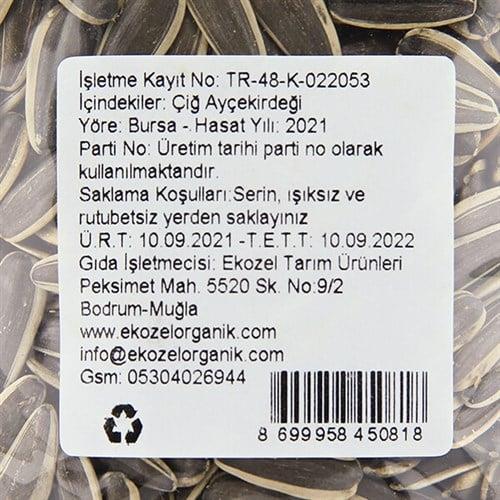 İşletme Kayıt No: TR-48-K-022053
İçindekiler: Çiğ Ayçekirdeği
Yöre: Bursa - Hasat Yılı: 2021
Parti No: Üretim tarihi parti no olarak
kullanılmaktandır.
Saklama Koşulları:Serin, ışıksız ve
rutubetsiz yerden saklayınız
Ü.R.T: 10.09.2021 -T.E.T.T: 10.09.2022
Gıda İşletmecisi: Ekozel Tarım Ürünleri
Peksimet Mah. 5520 Sk. No:9/2
Bodrum-Muğla
www.ekozelorganik.com
info@ekozelorganik.com
Gsm: 05304026944
8 699958 450818